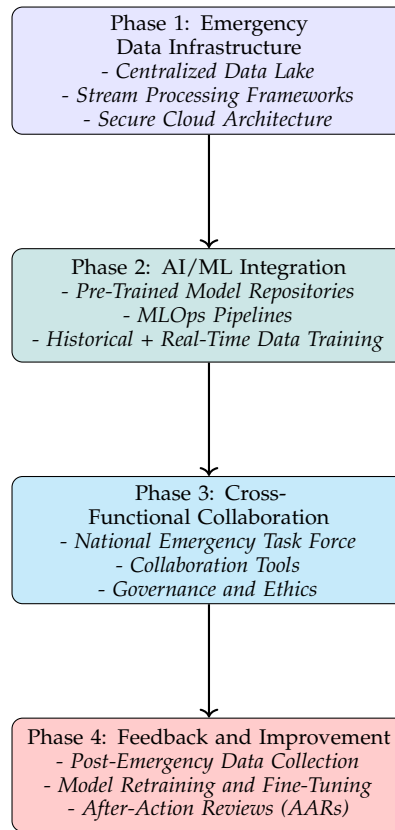 Phase 1: Emergency
Data Infrastructure
- Centralized Data Lake
- Stream Processing Frameworks
- Secure Cloud Architecture
Phase 2: AI/ML Integration
- Pre-Trained Model Repositories
- MLOps Pipelines
- Historical + Real-Time Data Training
Phase 3: Cross-
Functional Collaboration
- National Emergency Task Force
- Collaboration Tools
- Governance and Ethics
Phase 4: Feedback and Improvement
- Post-Emergency Data Collection
- Model Retraining and Fine-Tuning
- After-Action Reviews (AARs)